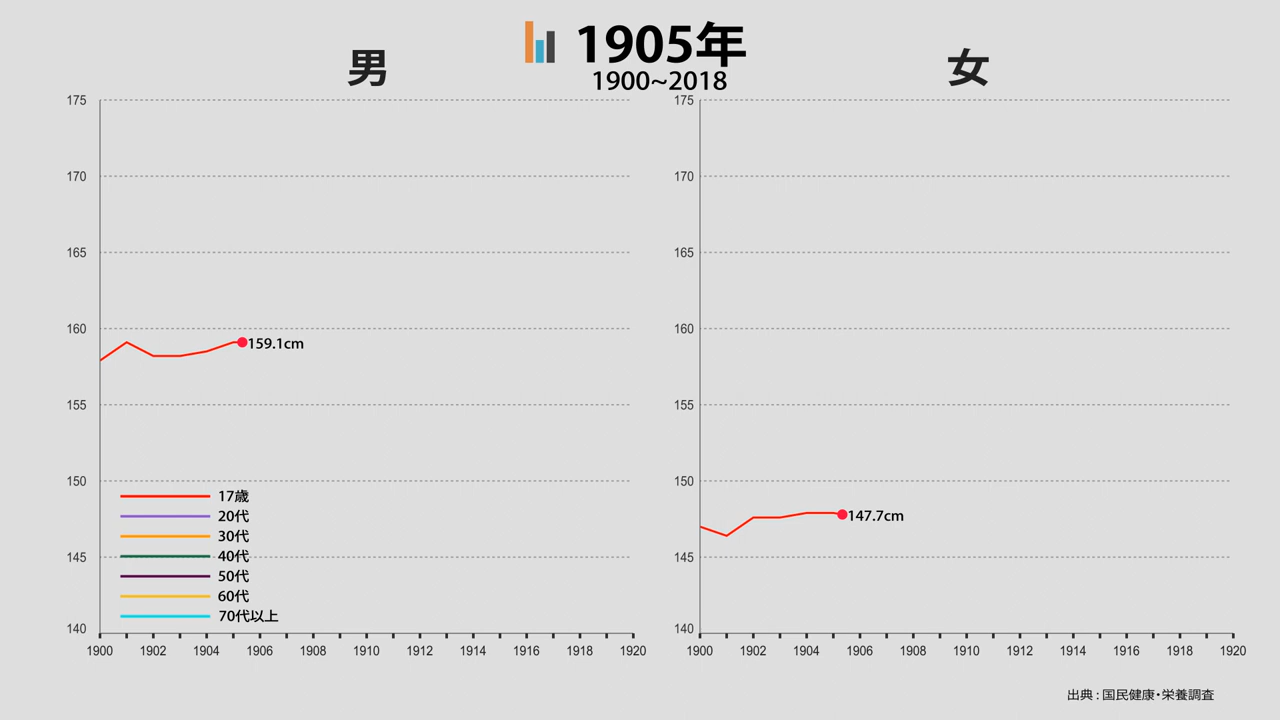 1905年
1900~2018
男
女
175
170
165
160
155
150
145
140
159.1cm
17歳
20代
30代
40代
50代
60代
70代以上
1900 1902 1904 1906 1908 1910 1912 1914 1916 1918 1920
175
170
165
160
155
150
145
140
147.7cm
1900 1902 1904 1906 1908 1910 1912 1914 1916 1918 1920
出典 : 国民健康・栄養調査